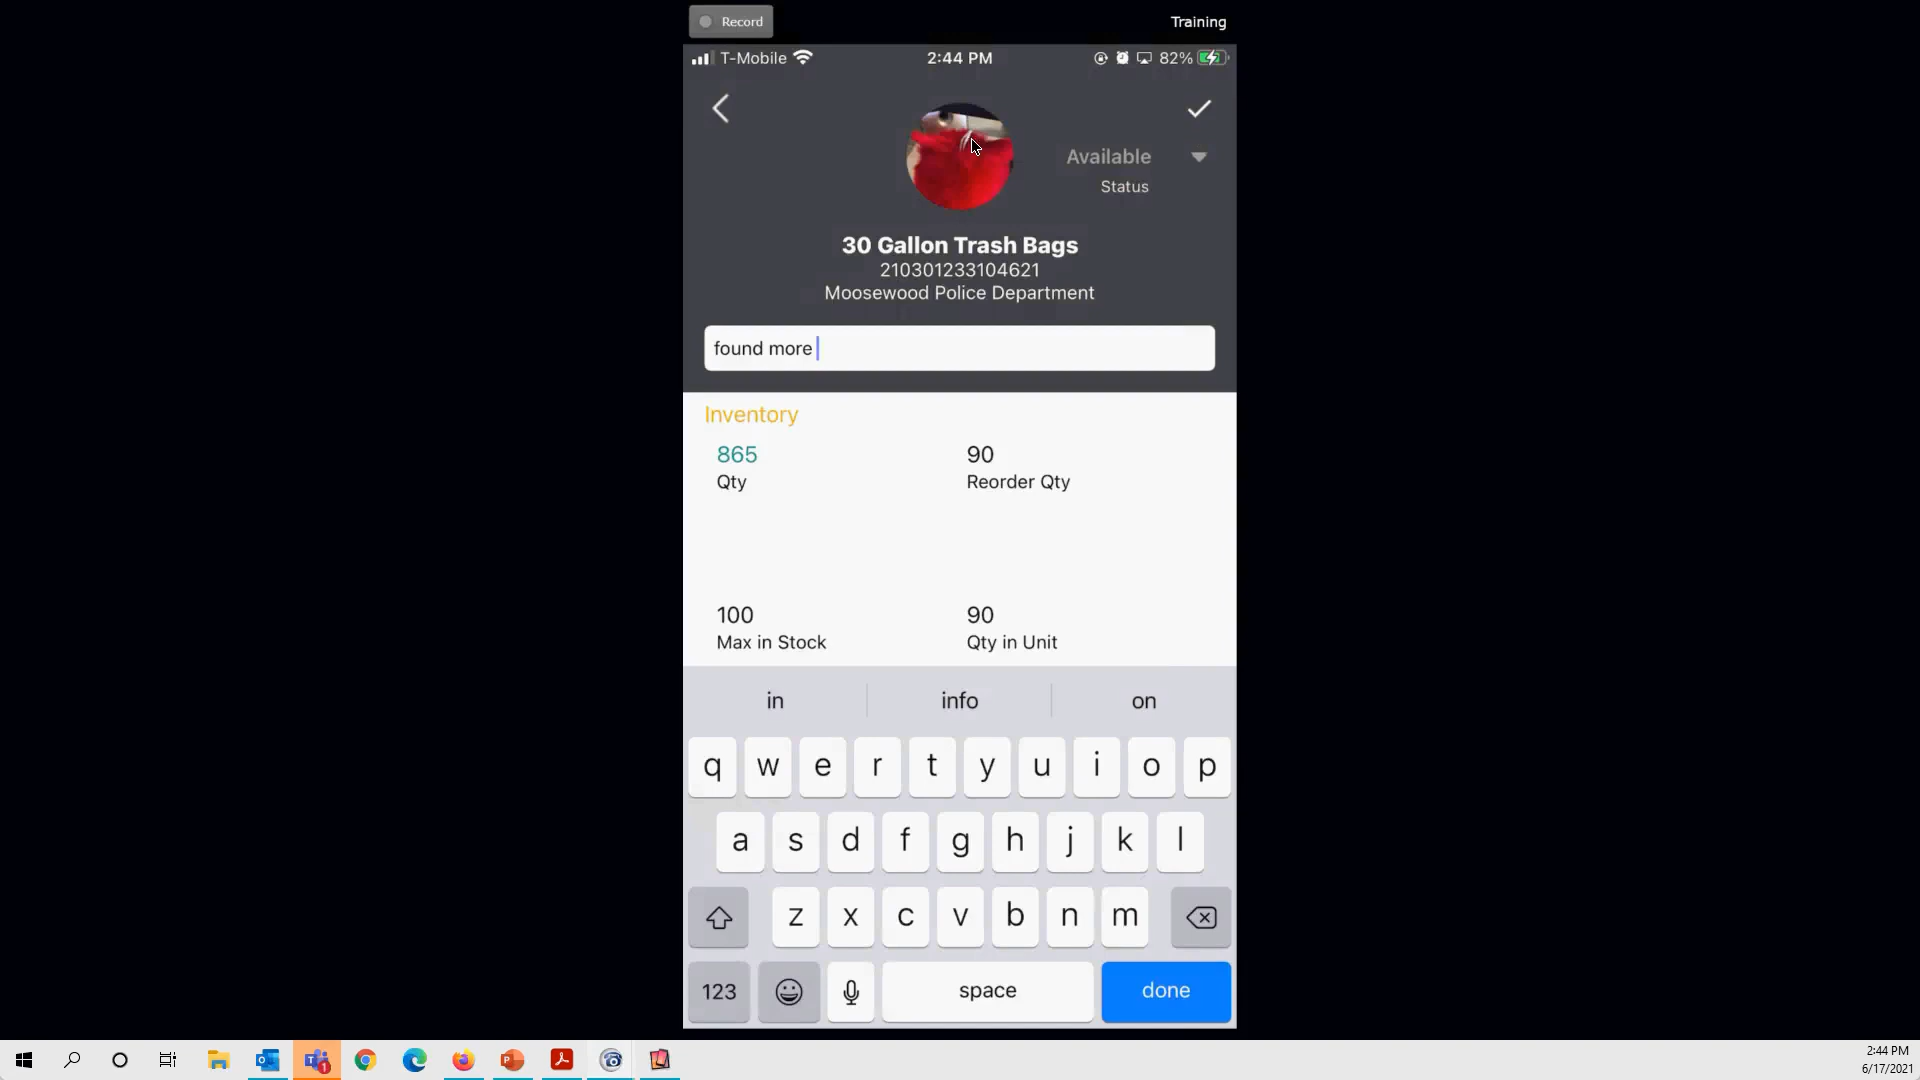 Record
Training
T-Mobile
2:44 PM
82%
Available
Status
30 Gallon Trash Bags
210301233104621
Moosewood Police Department
found more
Inventory
865
90
Qty
Reorder Qty
100
90
Max in Stock
Qty in Unit
in
info
on
q w e r t y u i o p
a s d f g h j k l
z x c v b n m
123
space
done
1
2:44 PM
6/17/2021